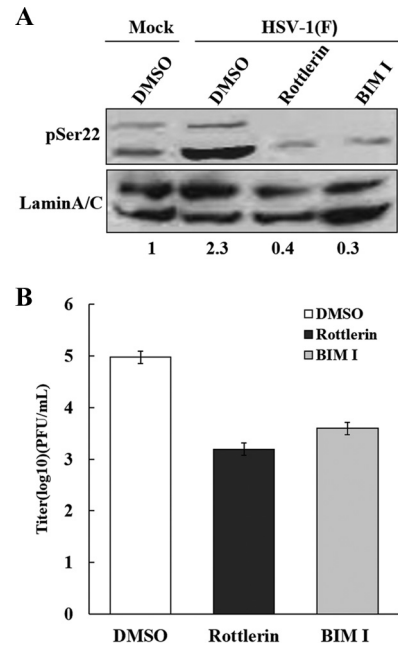 A
Mock HSV-1(F)
DMSO DMSO Rottlerin BIM I
pSer22
LaminA/C
1 2.3 0.4 0.3
B
Titer(log10)(PFU/mL)
6
5
4
3
2
1
0
DMSO
Rottlerin
BIM I
DMSO Rottlerin BIM I